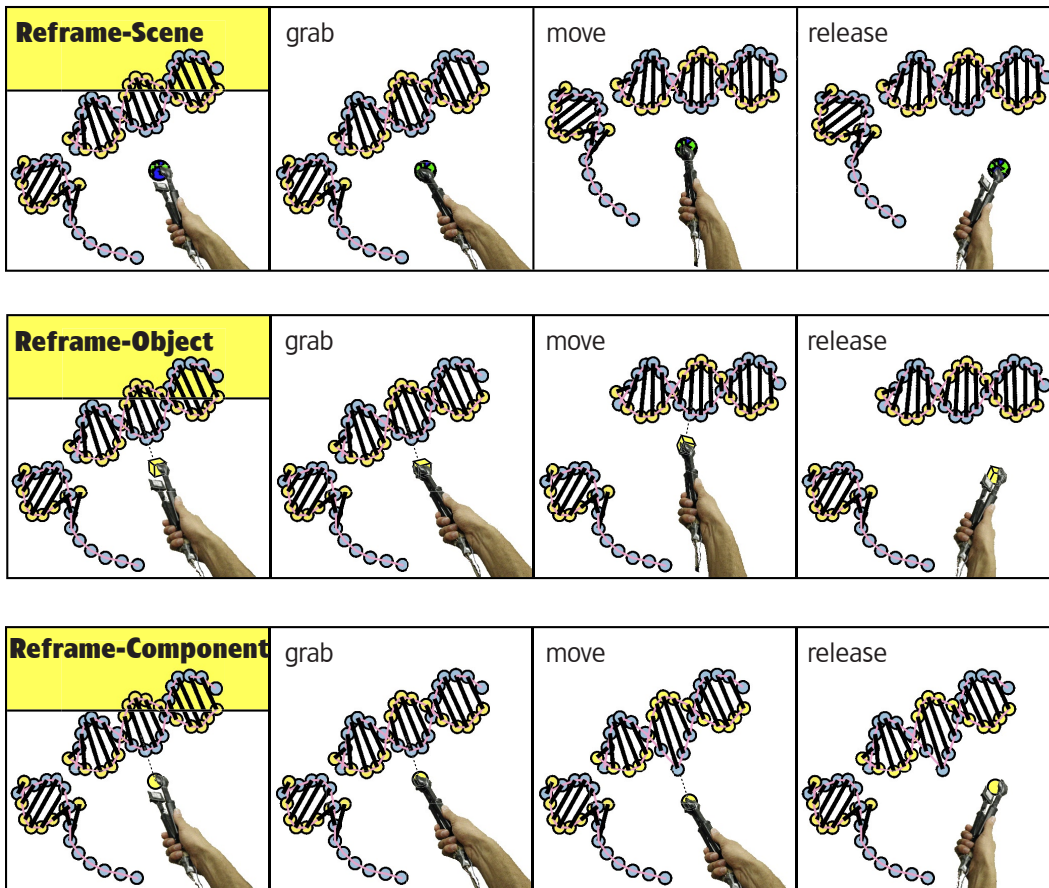 Reframe-Scene
grab
move
release
Reframe-Object
grab
move
release
Reframe-Component
grab
move
release